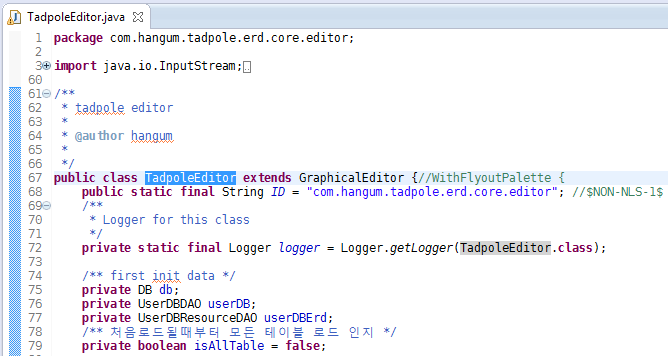 TadpoleEditor.java
1 package com.hangum.tadpole.erd.core.editor;
2
3 import java.io.InputStream;
60
61 /**
62 * tadpole editor
63 *
64 * @author hangum
65 *
66 */
67 public class TadpoleEditor extends GraphicalEditor {//WithFlyoutPalette {
68 public static final String ID = "com.hangum.tadpole.erd.core.editor"; //$NON-NLS-1$
69 /**
70 * Logger for this class
71 */
72 private static final Logger logger = Logger.getLogger(TadpoleEditor.class);
73
74 /** first init data */
75 private DB db;
76 private UserDBDAO userDB;
77 private UserDBResourceDAO userDBErd;
78 /** 처음로드될때부터 모든 테이블 로드 인지 */
79 private boolean isAllTable = false;